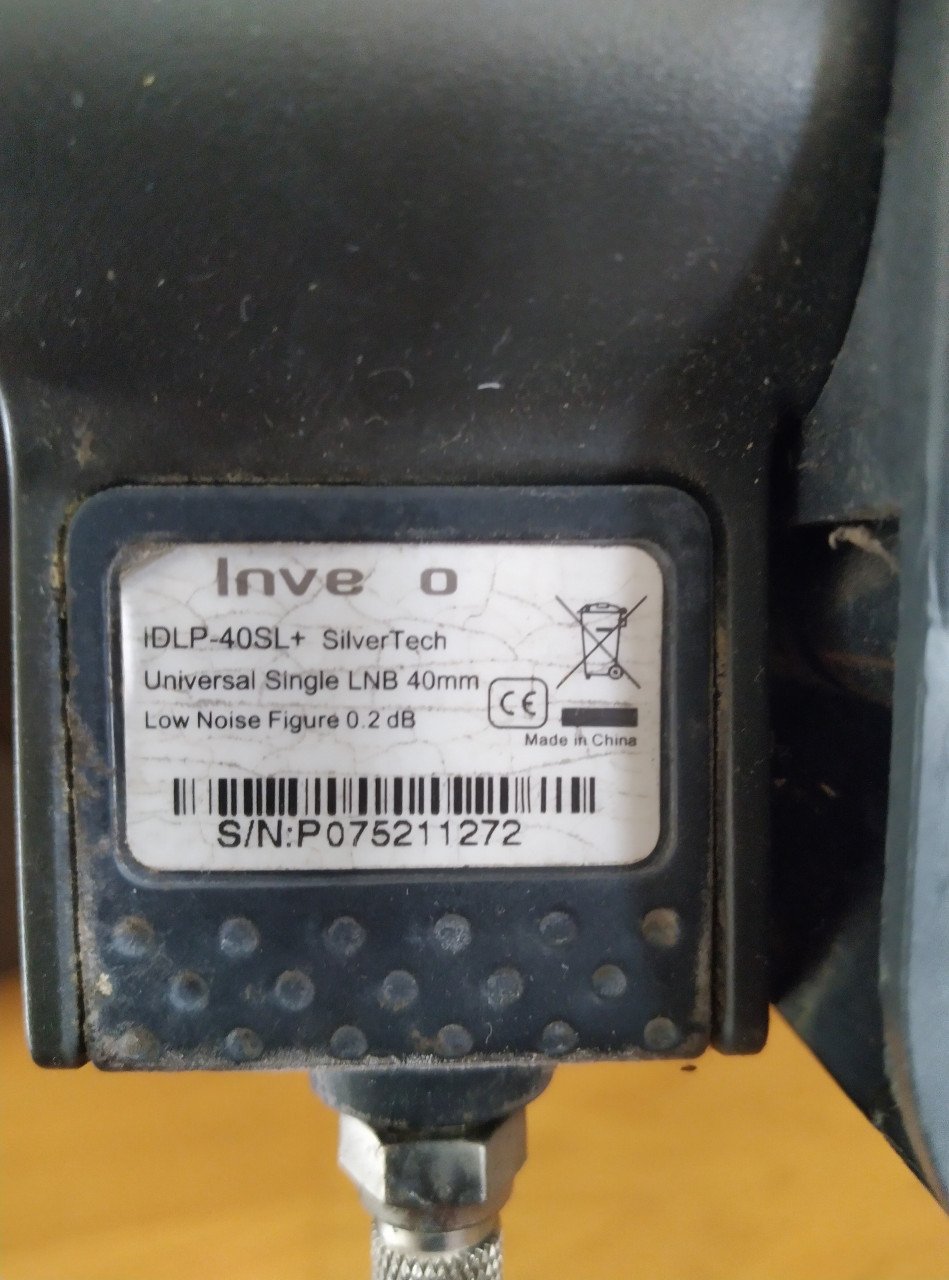 Inve o
IDLP-40SL+ SilverTech
Universal Single LNB 40mm
Low Noise Figure 0.2 dB
CE
Made in China
S/N:P075211272